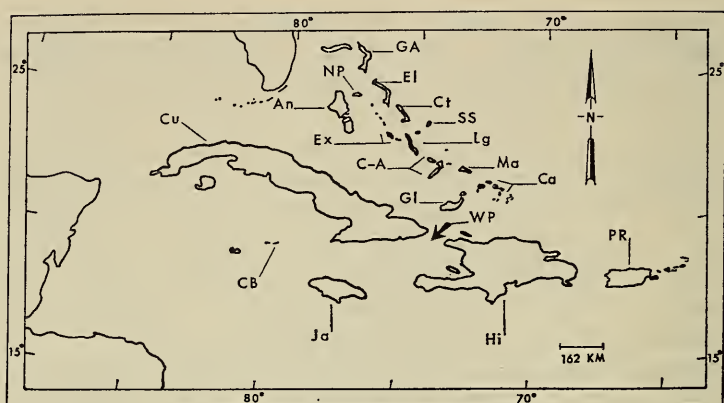 80°
70°
25°
25°
GA
NP
El
-N-
An
Ct
Cu
SS
Ex
Lg
C-A
Ma
Ca
GI
WP
PR
CB
Ja
Hi
162 KM
15°
15°
80°
70°